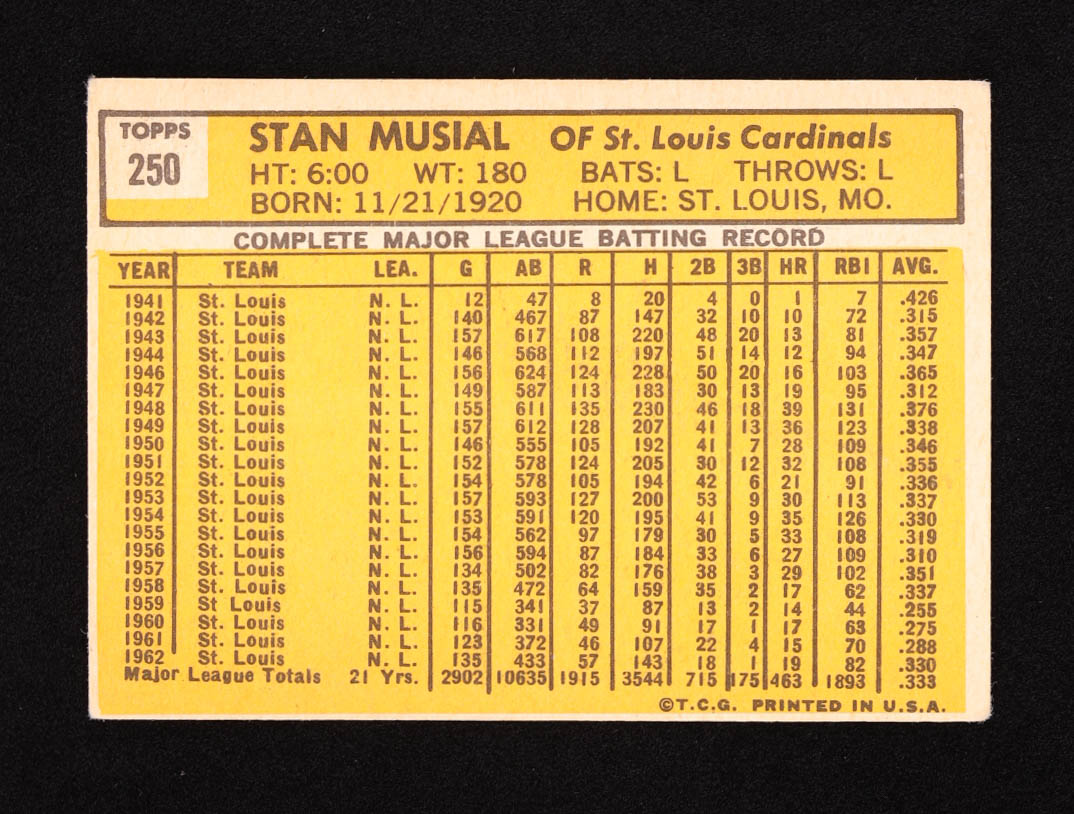 TOPPS
250
STAN MUSIAL OF St. Louis Cardinals
HT: 6:00 WT: 180 BATS: L THROWS: L
BORN: 11/21/1920 HOME: ST. LOUIS, MO.
COMPLETE MAJOR LEAGUE BATTING RECORD
YEAR TEAM LEA. G AB R H 2B 3B HR RBI AVG.
1941 St. Louis N. L. 12 47 8 20 4 0 1 7 .426
1942 St. Louis N. L. 140 467 87 147 32 10 10 72 .315
1943 St. Louis N. L. 157 617 108 220 48 20 13 81 .357
1944 St. Louis N. L. 146 568 112 197 51 14 12 94 .347
1946 St. Louis N. L. 156 624 124 228 50 20 16 103 .365
1947 St. Louis N. L. 149 587 113 183 30 13 19 95 .312
1948 St. Louis N. L. 155 611 135 230 46 18 39 131 .376
1949 St. Louis N. L. 157 612 128 207 41 13 36 123 .338
1950 St. Louis N. L. 146 555 105 192 41 7 28 109 .346
1951 St. Louis N. L. 152 578 124 205 30 12 32 108 .355
1952 St. Louis N. L. 154 578 105 194 42 6 21 91 .336
1953 St. Louis N. L. 157 593 127 200 53 9 30 113 .337
1954 St. Louis N. L. 153 591 120 195 41 9 35 126 .330
1955 St. Louis N. L. 154 562 97 179 30 5 33 108 .319
1956 St. Louis N. L. 156 594 87 184 33 6 27 109 .310
1957 St. Louis N. L. 134 502 82 176 38 3 29 102 .351
1958 St. Louis N. L. 135 472 64 159 35 2 17 62 .337
1959 St Louis N. L. 115 341 37 87 13 2 14 44 .255
1960 St. Louis N. L. 116 331 49 91 17 1 17 63 .275
1961 St. Louis N. L. 123 372 46 107 22 4 15 70 .288
1962 St. Louis N. L. 135 433 57 143 18 1 19 82 .330
Major League Totals 21 Yrs. 2902 10635 1915 3544 715 175 463 1893 .333
©T.C.G. PRINTED IN U.S.A.